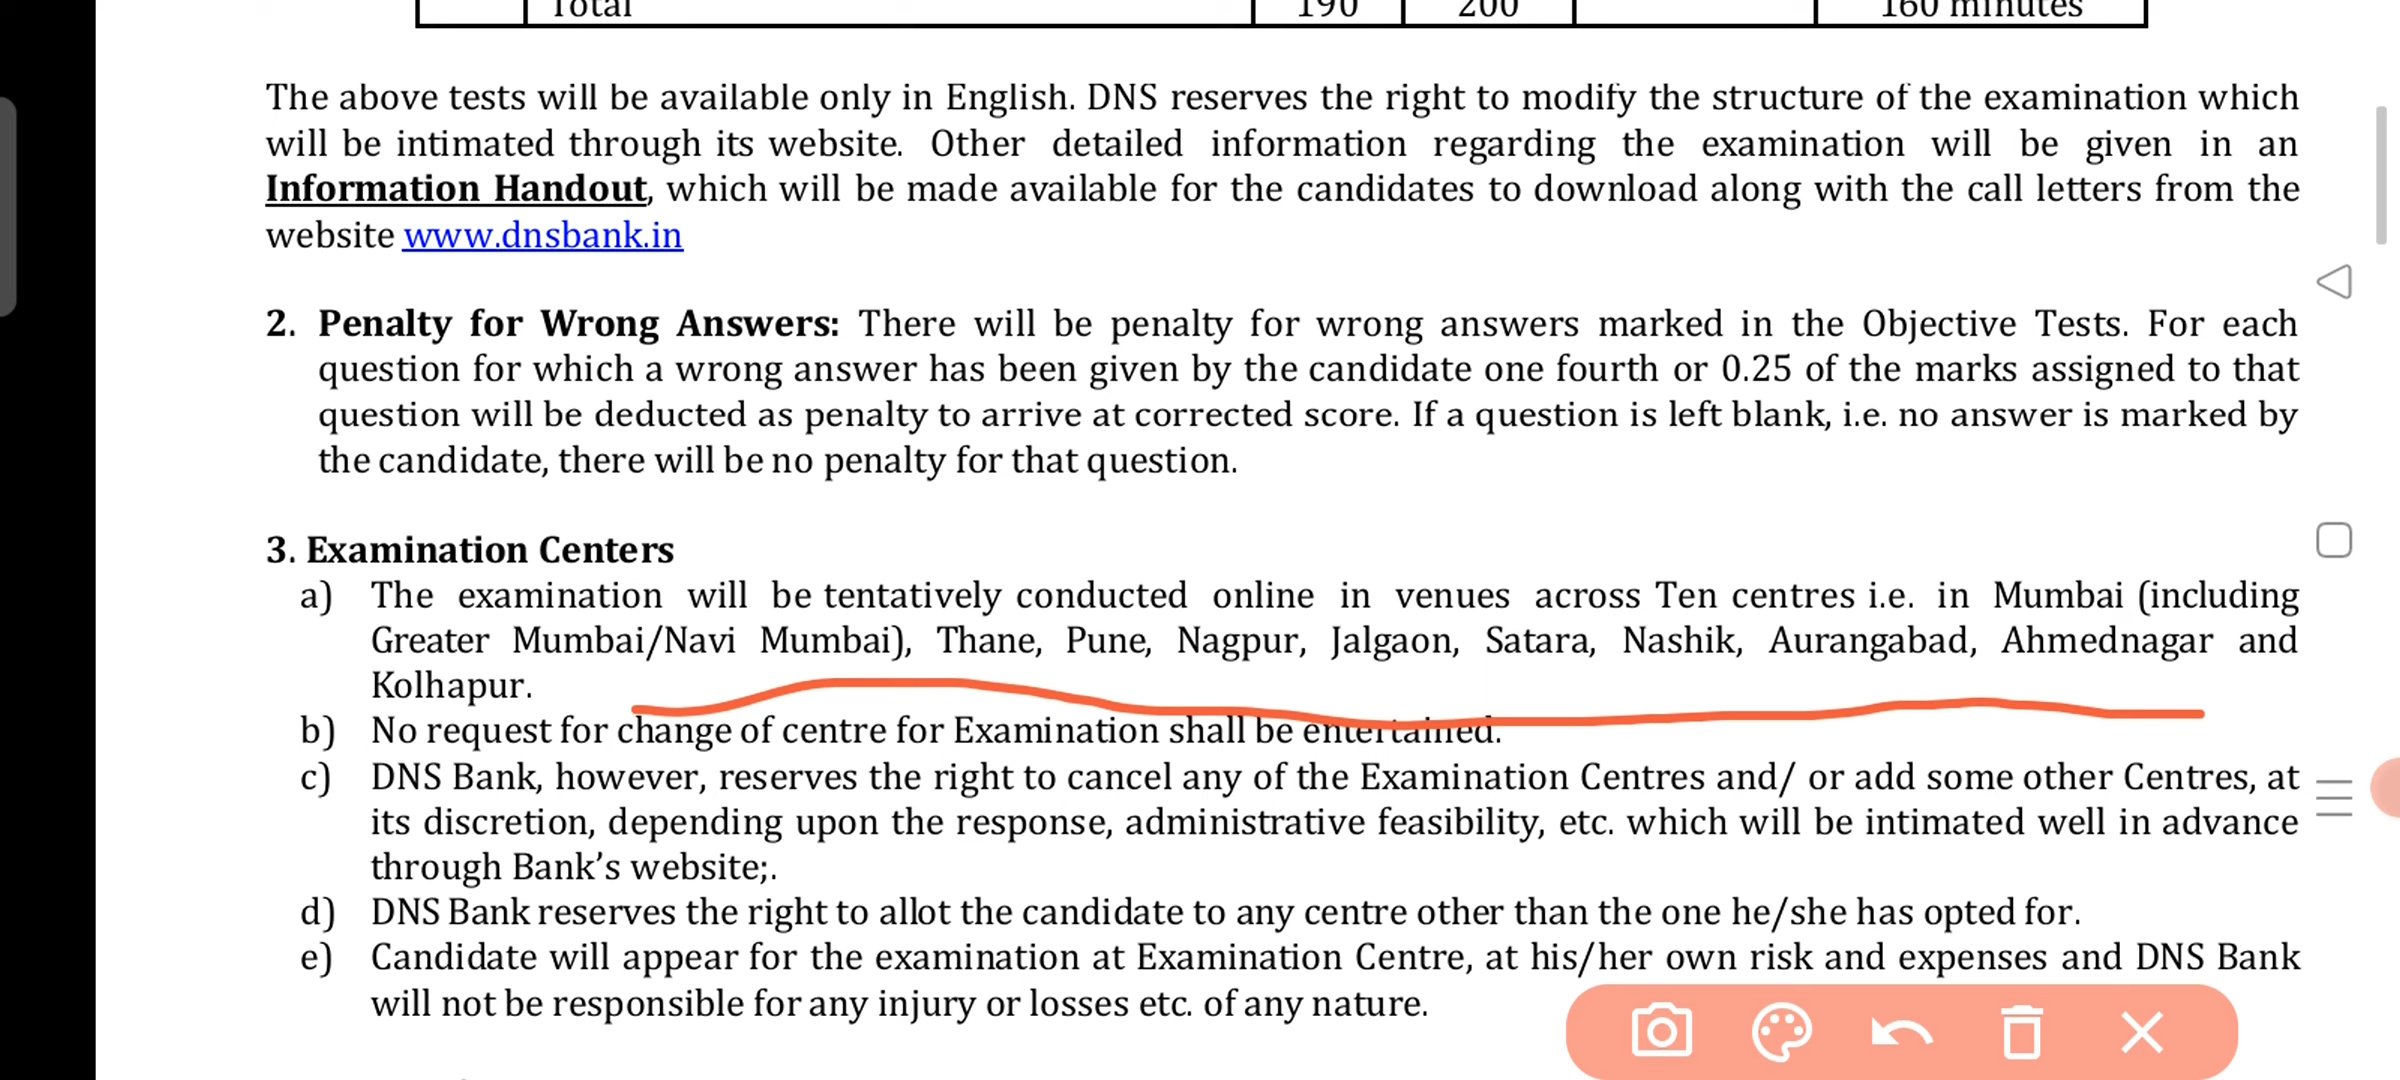 Total 190 200 160 minutes
The above tests will be available only in English. DNS reserves the right to modify the structure of the examination which
will be intimated through its website. Other detailed information regarding the examination will be given in an
Information Handout, which will be made available for the candidates to download along with the call letters from the
website www.dnsbank.in
2. Penalty for Wrong Answers: There will be penalty for wrong answers marked in the Objective Tests. For each
question for which a wrong answer has been given by the candidate one fourth or 0.25 of the marks assigned to that
question will be deducted as penalty to arrive at corrected score. If a question is left blank, i.e. no answer is marked by
the candidate, there will be no penalty for that question.
3. Examination Centers
a) The examination will be tentatively conducted online in venues across Ten centres i.e. in Mumbai (including
Greater Mumbai/Navi Mumbai), Thane, Pune, Nagpur, Jalgaon, Satara, Nashik, Aurangabad, Ahmednagar and
Kolhapur.
b) No request for change of centre for Examination shall be entertained.
c) DNS Bank, however, reserves the right to cancel any of the Examination Centres and/ or add some other Centres, at
its discretion, depending upon the response, administrative feasibility, etc. which will be intimated well in advance
through Bank’s website;.
d) DNS Bank reserves the right to allot the candidate to any centre other than the one he/she has opted for.
e) Candidate will appear for the examination at Examination Centre, at his/her own risk and expenses and DNS Bank
will not be responsible for any injury or losses etc. of any nature.